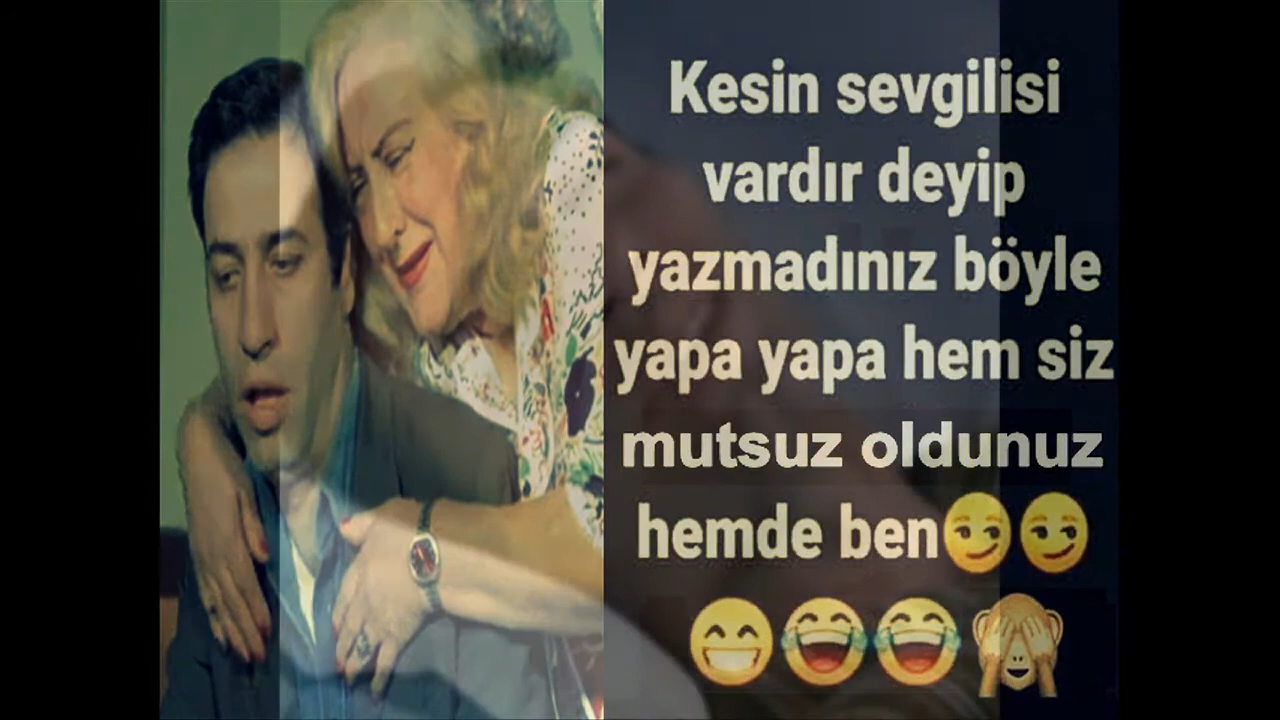 Kesin sevgilisi
vardır deyip
yazmadınız böyle
yapa yapa hem siz
mutsuz oldunuz
hemde ben😏😏
😁😂😂🙈